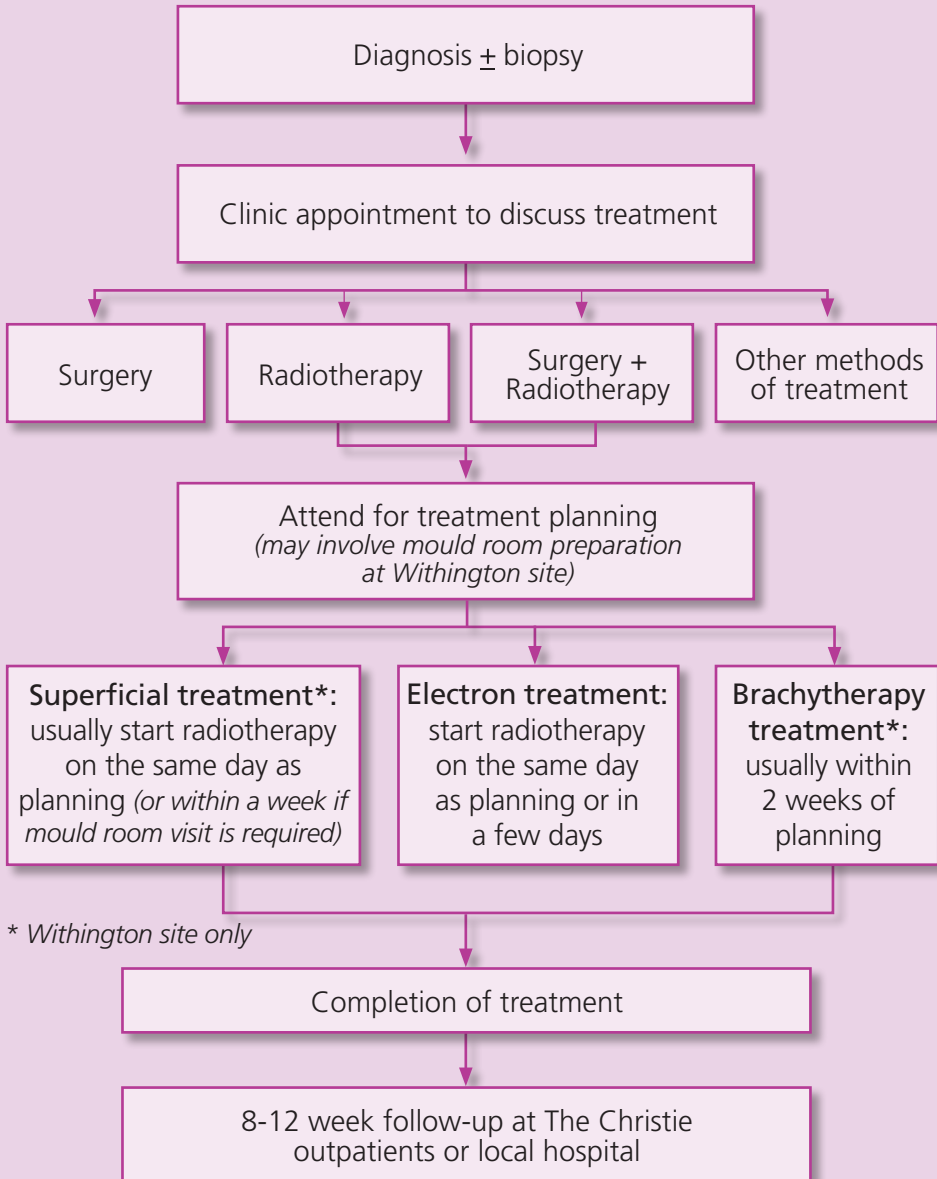 Diagnosis ± biopsy
Clinic appointment to discuss treatment
Surgery
Radiotherapy
Surgery +
Radiotherapy
Other methods
of treatment
Attend for treatment planning
(may involve mould room preparation
at Withington site)
Superficial treatment*:
usually start radiotherapy
on the same day as
planning (or within a week if
mould room visit is required)
Electron treatment:
start radiotherapy
on the same day
as planning or in
a few days
Brachytherapy
treatment*:
usually within
2 weeks of
planning
* Withington site only
Completion of treatment
8-12 week follow-up at The Christie
outpatients or local hospital